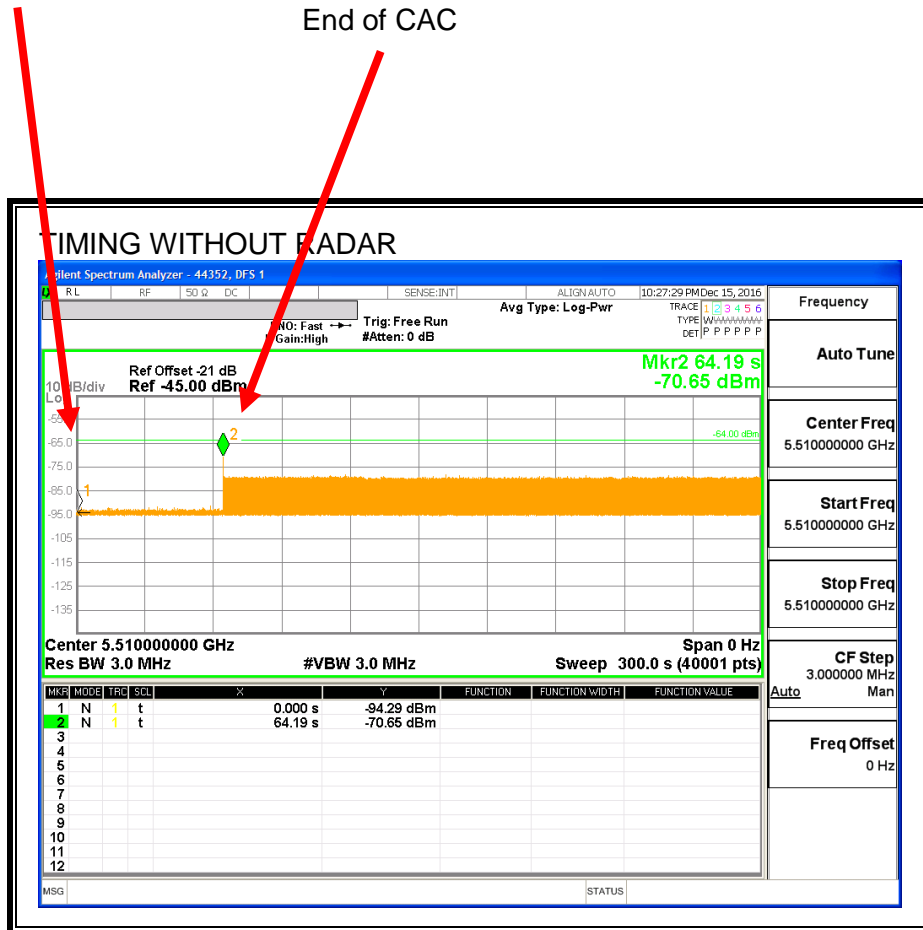 End of CAC
TIMING WITHOUT RADAR
Agilent Spectrum Analyzer - 44352, DFS 1
RL RF 50 Ω DC SENSE:INT ALIGN AUTO 10:27:29 PM Dec 15, 2016
Fast Trig: Free Run Avg Type: Log-Pwr TRACE 1 2 3 4 5 6
Gain:High #Atten: 0 dB TYPE
DET P P P P P P
Mkr2 64.19 s
-70.65 dBm
Ref Offset -21 dB
10 dB/div Ref -45.00 dBm
-64.00 dBm
2
-65.0
-75.0
-85.0
1
-95.0
-105
-115
-125
-135
Center 5.510000000 GHz Span 0 Hz
Res BW 3.0 MHz #VBW 3.0 MHz Sweep 300.0 s (40001 pts)
MKR MODE TRC SCL X Y FUNCTION FUNCTION WIDTH FUNCTION VALUE
1 N 1 t 0.000 s -94.29 dBm
2 N 1 t 64.19 s -70.65 dBm
3
4
5
6
7
8
9
10
11
12
MSG STATUS
Frequency
Auto Tune
Center Freq
5.510000000 GHz
Start Freq
5.510000000 GHz
Stop Freq
5.510000000 GHz
CF Step
3.000000 MHz
Auto Man
Freq Offset
0 Hz